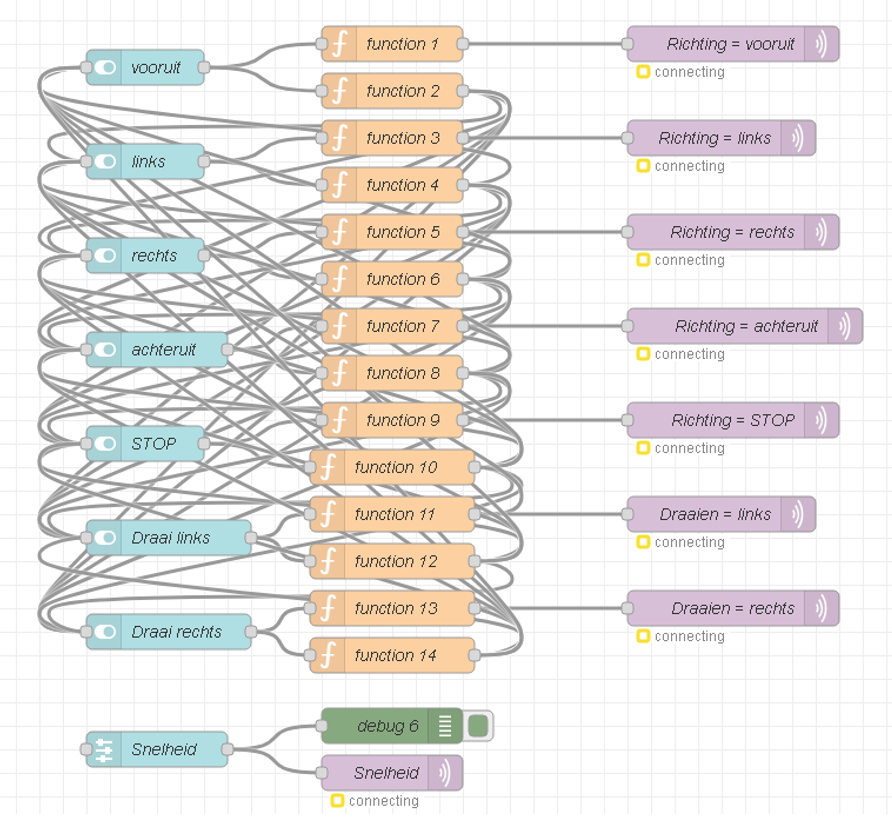 vooruit
function 1
Richting = vooruit
connecting
function 2
links
function 3
Richting = links
connecting
function 4
rechts
function 5
Richting = rechts
connecting
function 6
achteruit
function 7
Richting = achteruit
connecting
function 8
STOP
function 9
Richting = STOP
connecting
function 10
Draai links
function 11
Draaien = links
connecting
function 12
Draai rechts
function 13
Draaien = rechts
connecting
function 14
Snelheid
debug 6
Snelheid
connecting